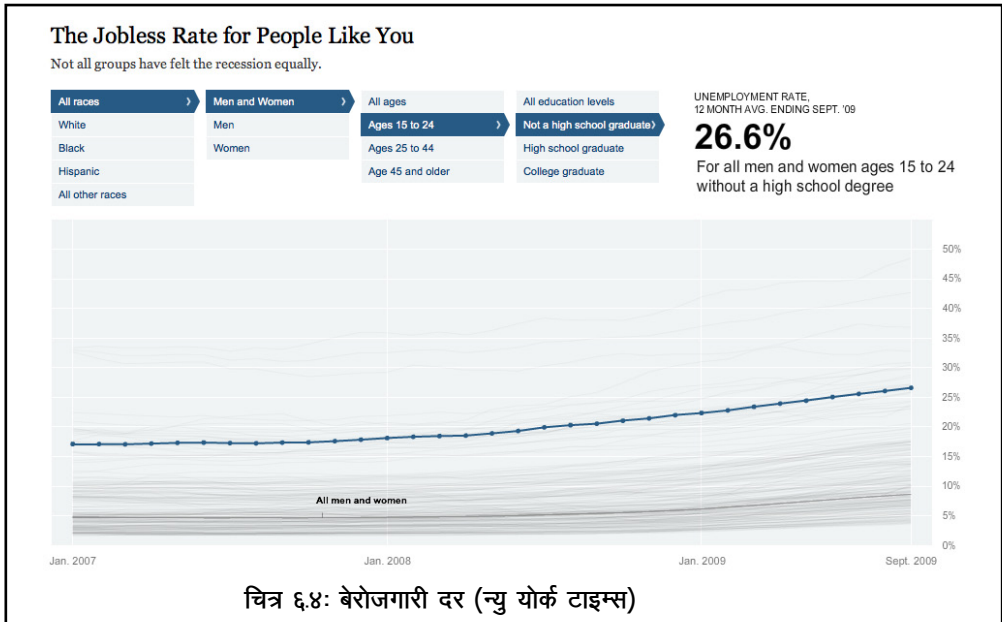 The Jobless Rate for People Like You
Not all groups have felt the recession equally.
All races
White
Black
Hispanic
All other races
Men and Women
Men
Women
All ages
Ages 15 to 24
Ages 25 to 44
Age 45 and older
All education levels
Not a high school graduate
High school graduate
College graduate
UNEMPLOYMENT RATE,
12 MONTH AVG. ENDING SEPT. '09
26.6%
For all men and women ages 15 to 24
without a high school degree
50%
45%
40%
35%
30%
25%
20%
15%
10%
5%
0%
All men and women
Jan. 2007
Jan. 2008
Jan. 2009
Sept. 2009
चित्र ६.४: बेरोजगारी दर (न्यु योर्क टाइम्स)